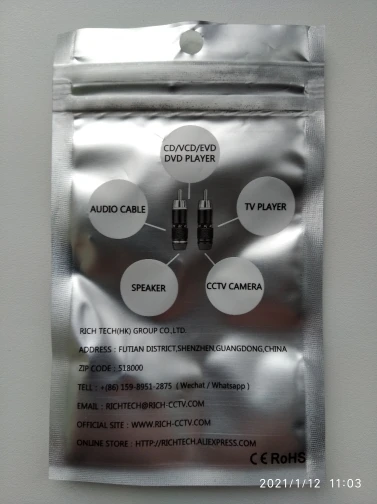 CD/VCD/EVD
DVD PLAYER
AUDIO CABLE
TV PLAYER
SPEAKER
CCTV CAMERA
RICH TECH(HK) GROUP CO.,LTD.
ADDRESS : FUTIAN DISTRICT,SHENZHEN,GUANGDONG,CHINA
ZIP CODE : 518000
TELL : +(86) 159-8951-2875 ( Wechat / Whatsapp )
EMAIL : RICHTECH@RICH-CCTV.COM
OFFICIAL SITE : WWW.RICH-CCTV.COM
ONLINE STORE : HTTP://RICHTECH.ALIEXPRESS.COM
CE RoHS
2021/1/12 11:03